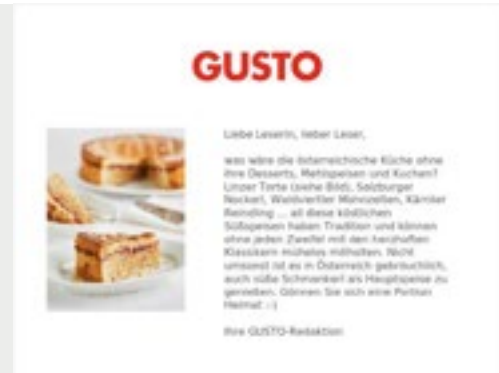 GUSTO
Liebe Leserin, lieber Leser,
was wäre die österreichische Küche ohne
ihre Desserts, Mehlspeisen und Kuchen?
Linzer Torte (siehe Bild), Salzburger
Nockerl, Waldviertler Mohnzelten, Kärntner
Reindling ... all diese köstlichen
Süßspeisen haben Tradition und können
ohne jeden Zweifel mit den herzhaften
Klassikern mühelos mithalten. Nicht
umsonst ist es in Österreich gebräuchlich,
auch süße Schmankerl als Hauptspeise zu
genießen. Gönnen Sie sich eine Portion
Heimat :-)
Ihre GUSTO-Redaktion